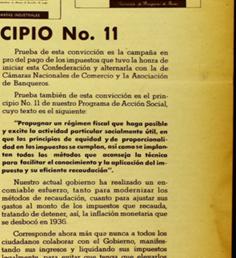 CIPIO No. 11
Prueba de esta convicción es la campaña en
pro del pago de los impuestos que tuvo la honra de
iniciar esta Confederación y alternarla con la de
Cámaras Nacionales de Comercio y la Asociación
de Banqueros.
Prueba también de esta convicción es el prin-
cipio No. 11 de nuestro Programa de Acción Social,
cuyo texto es el siguiente:
"Propugnar un régimen fiscal que haga posible
y excite la actividad particular socialmente útil, en
que los principios de equidad y de proporionali-
dad en los impuestos se cumplan, así como se implan-
ten todos los métodos que aconseja la técnica
para facilitar el conocimiento y la aplicación del im-
puesto y su eficiente recaudación".
Nuestro actual gobierno ha realizado un en-
comiable esfuerzo, tanto para modernizar los
métodos de recaudación, cuanto para ajustar sus
gastos al monto de los impuestos que recauda,
tratando de detener, así, la inflación monetaria que
se desbocó en 1936.
Corresponde ahora más que nunca a todos los
ciudadanos colaborar con el Gobierno, manifes-
tando sus ingresos y liquidando sus impuestos